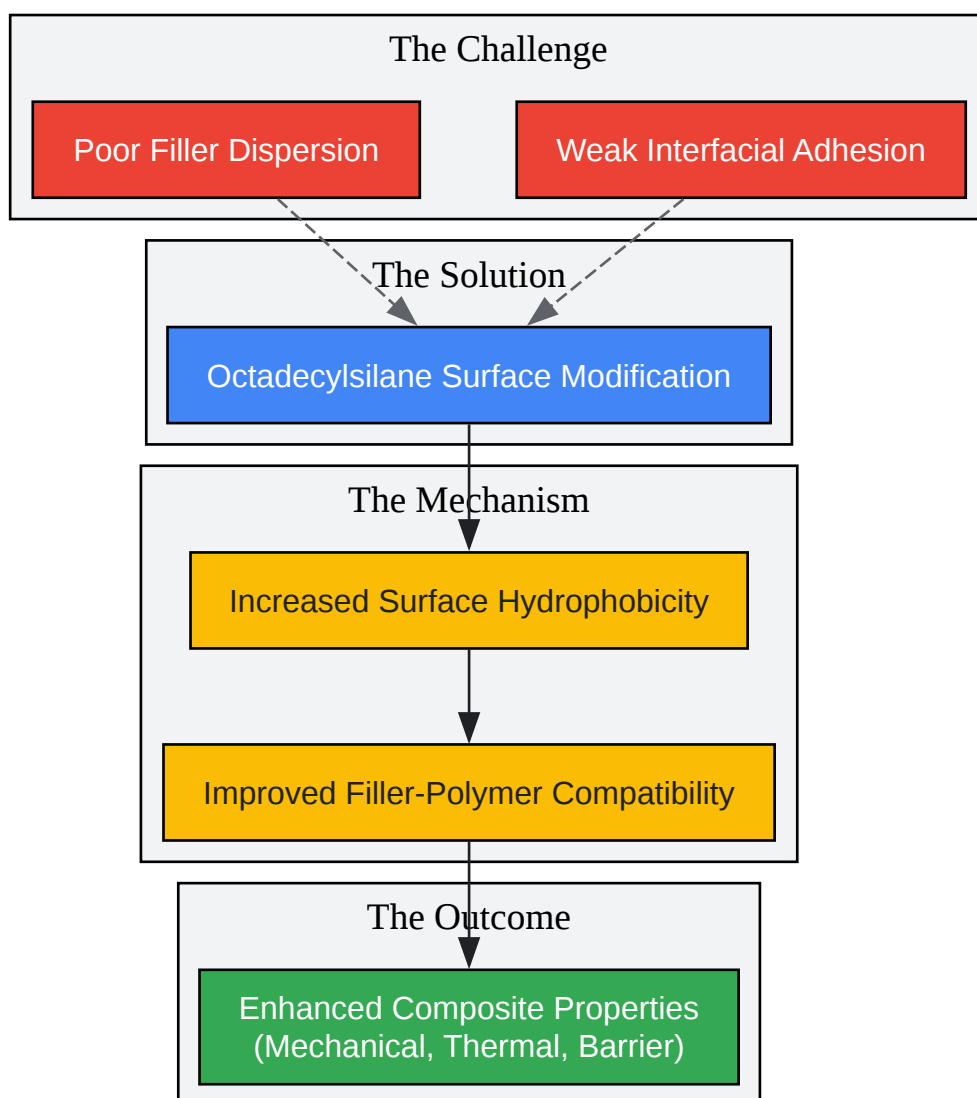 The Challenge
Poor Filler Dispersion
Weak Interfacial Adhesion
The Solution
Octadecylsilane Surface Modification
The Mechanism
Increased Surface Hydrophobicity
Improved Filler-Polymer Compatibility
The Outcome
Enhanced Composite Properties
(Mechanical, Thermal, Barrier)